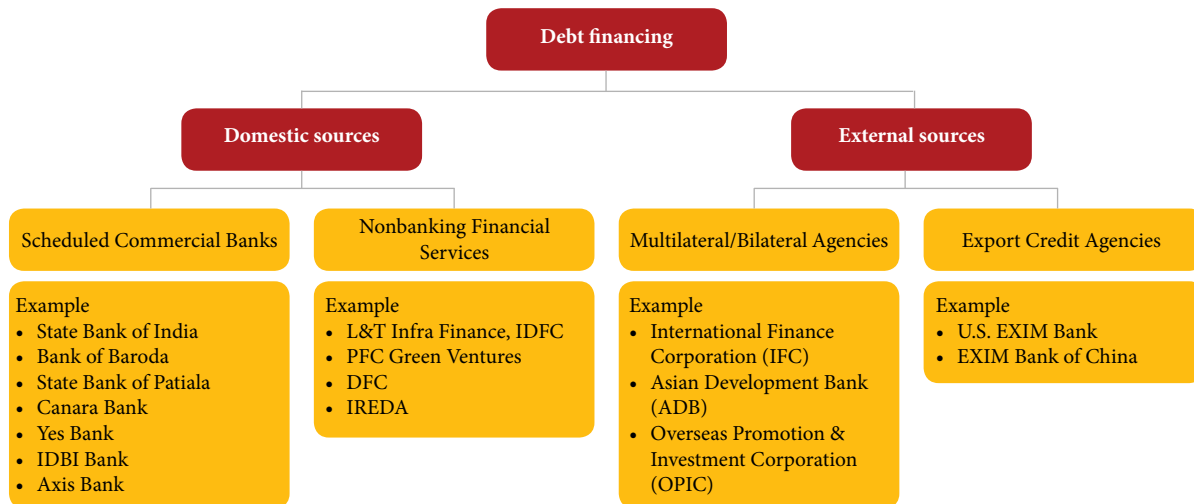 Debt financing
Domestic sources
External sources
Scheduled Commercial Banks
Nonbanking Financial
Services
Multilateral/Bilateral Agencies
Export Credit Agencies
Example
• State Bank of India
• Bank of Baroda
• State Bank of Patiala
• Canara Bank
• Yes Bank
• IDBI Bank
• Axis Bank
Example
• L&T Infra Finance, IDFC
• PFC Green Ventures
• DFC
• IREDA
Example
• International Finance
Corporation (IFC)
• Asian Development Bank
(ADB)
• Overseas Promotion &
Investment Corporation
(OPIC)
Example
• U.S. EXIM Bank
• EXIM Bank of China